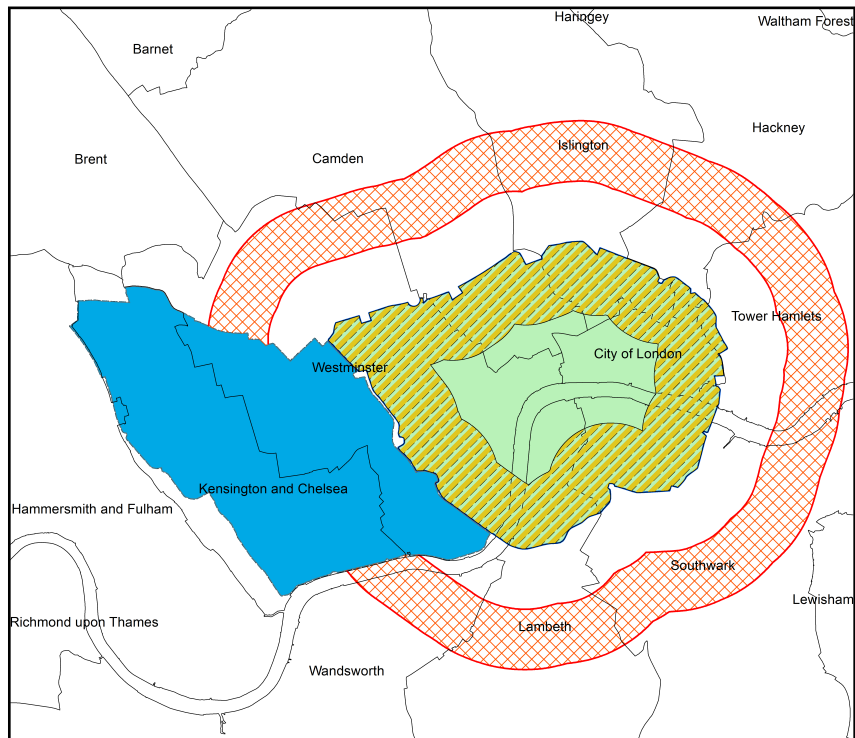 Haringey
Waltham Forest
Barnet
Hackney
Islington
Brent
Camden
Tower Hamlets
City of London
Westminster
Kensington and Chelsea
Hammersmith and Fulham
Southwark
Lewisham
Richmond upon Thames
Lambeth
Wandsworth